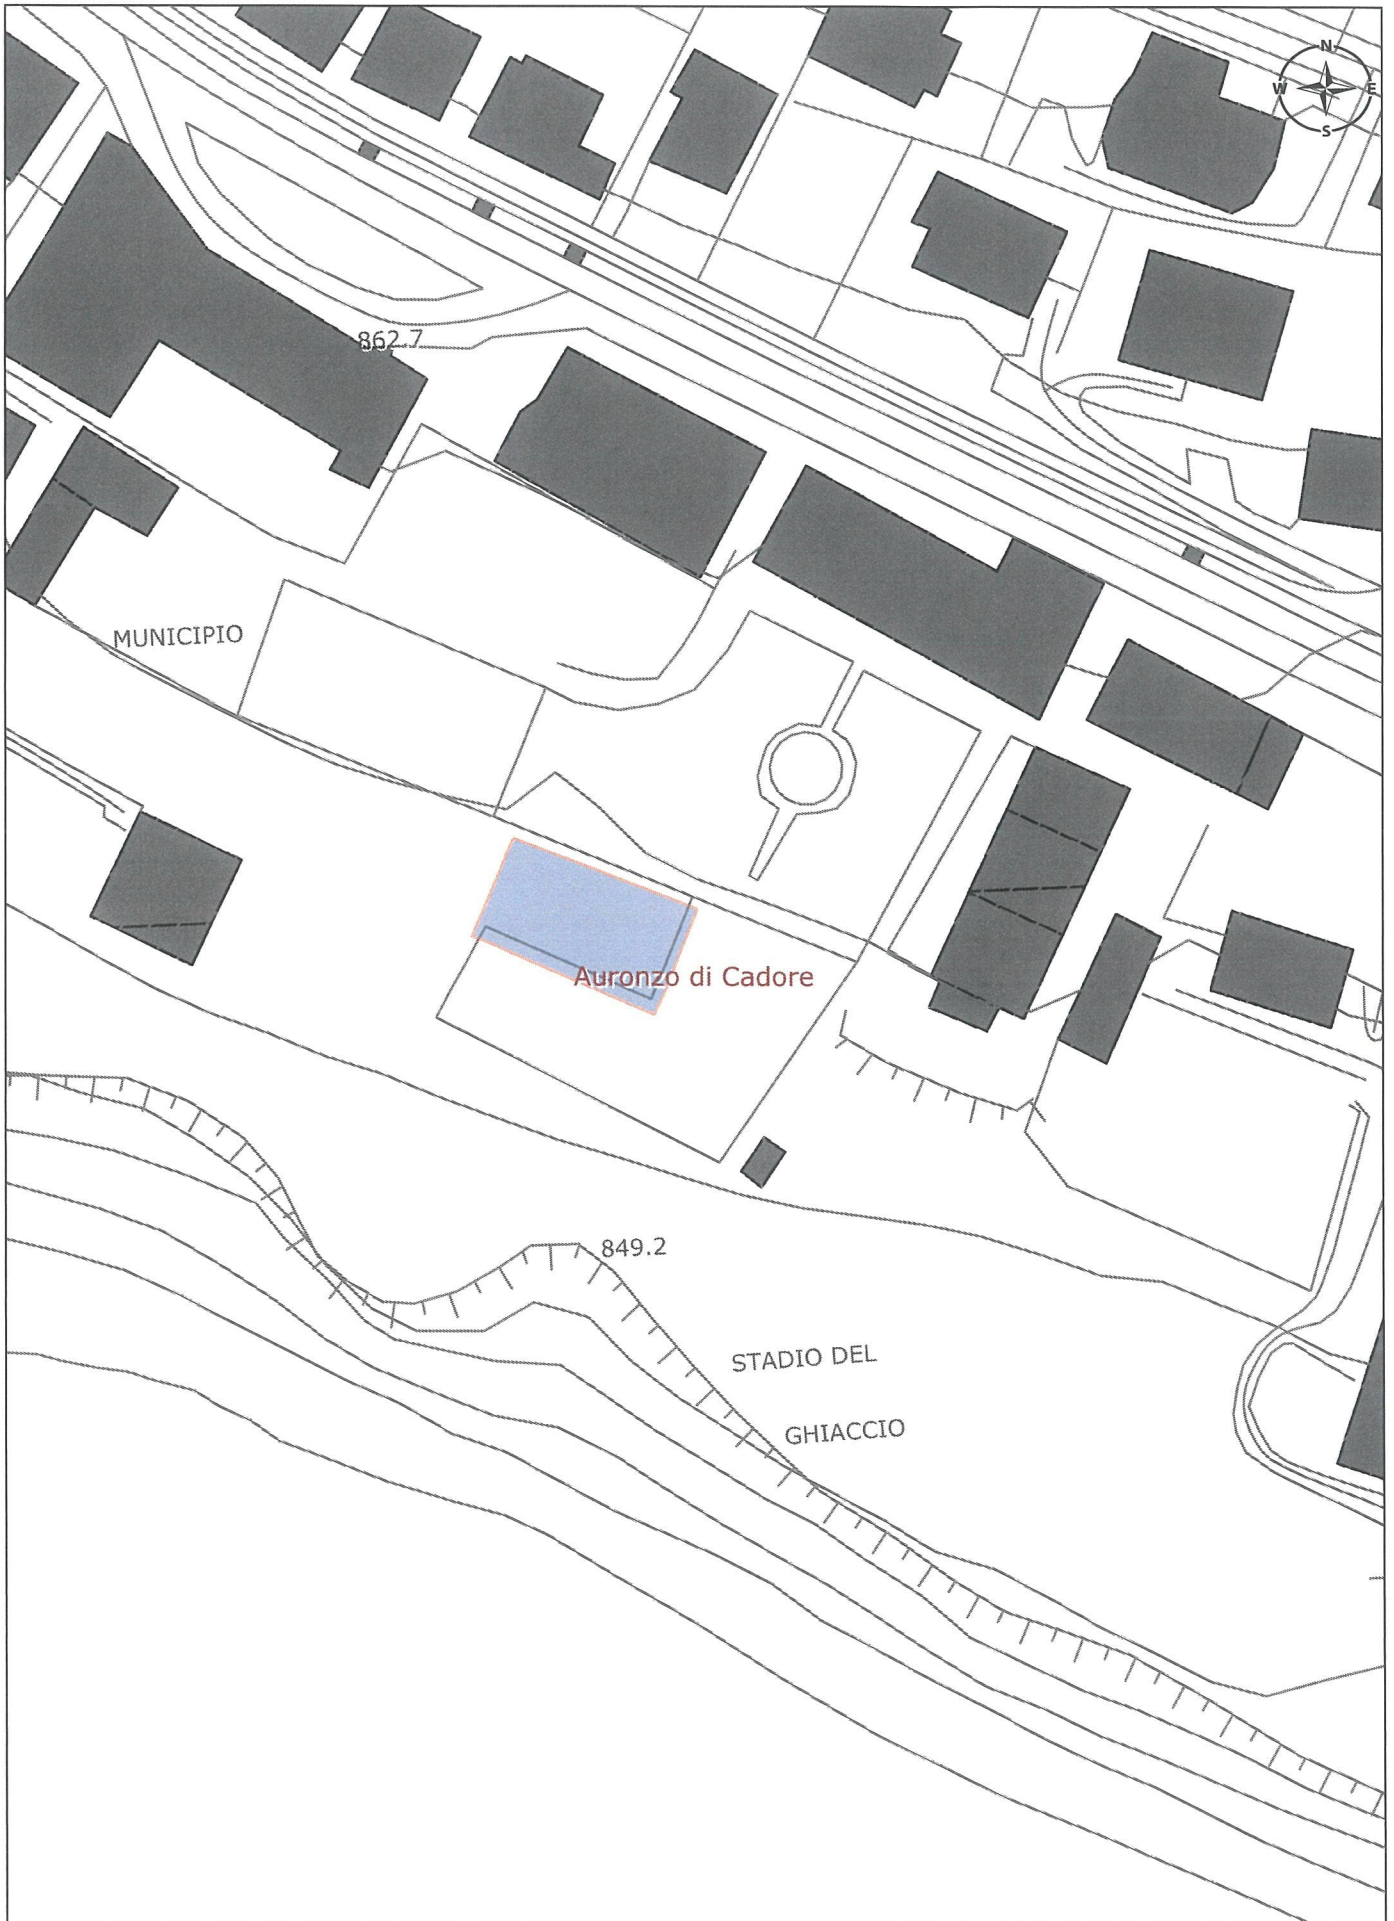 N
W E
S
862.7
MUNICIPIO
Auronzo di Cadore
849.2
STADIO DEL
GHIACCIO